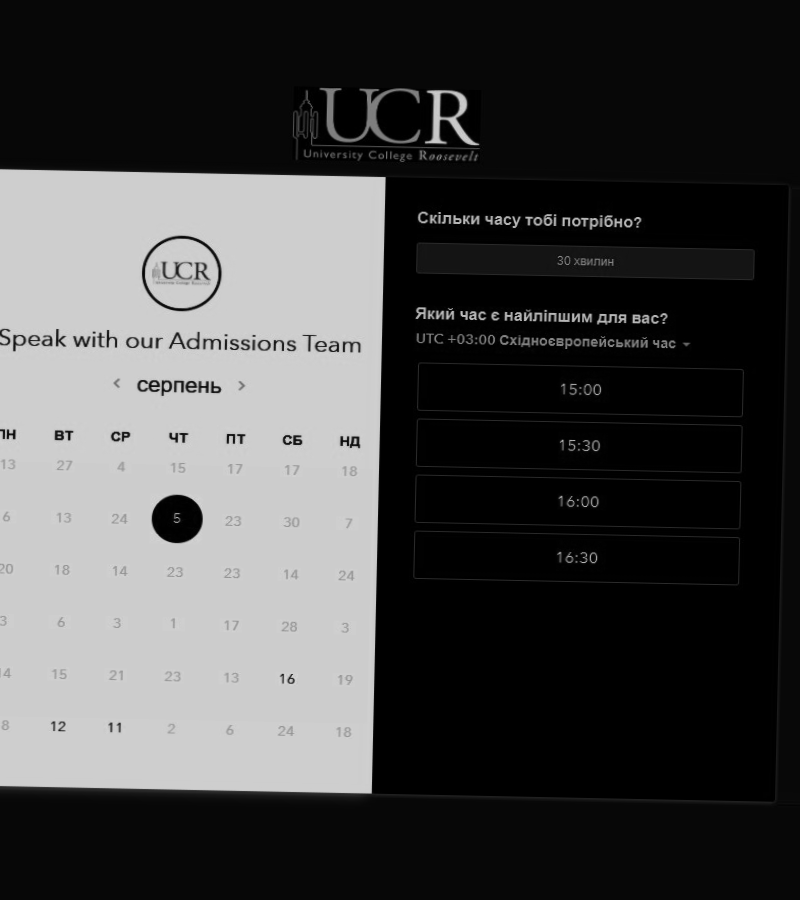 UCR
University College Roosevelt
UCR
Speak with our Admissions Team
серпень
ПН ВТ СР ЧТ ПТ СБ НД
13 27 4 15 17 17 18
6 13 24 5 23 30 7
20 18 14 23 23 14 24
3 6 3 1 17 28 3
14 15 21 23 13 16 19
8 12 11 2 6 24 18
Скільки часу тобі потрібно?
30 хвилин
Який час є найліпшим для вас?
UTC +03:00 Східноєвропейський час
15:00
15:30
16:00
16:30